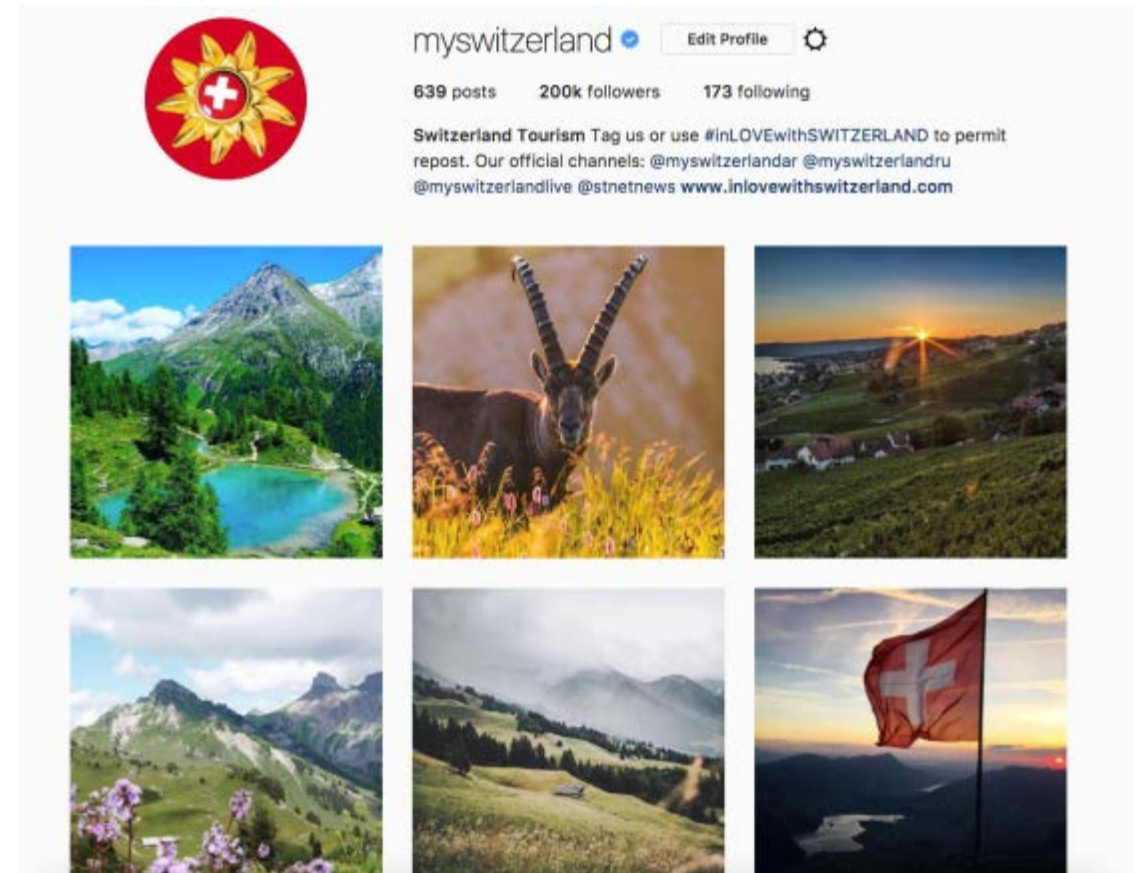 myswitzerland
Edit Profile
639 posts 200k followers 173 following
Switzerland Tourism Tag us or use #inLOVEwithSWITZERLAND to permit
repost. Our official channels: @myswitzerlandar @myswitzerlandru
@myswitzerlandlive @stnetnews www.inlovewithswitzerland.com